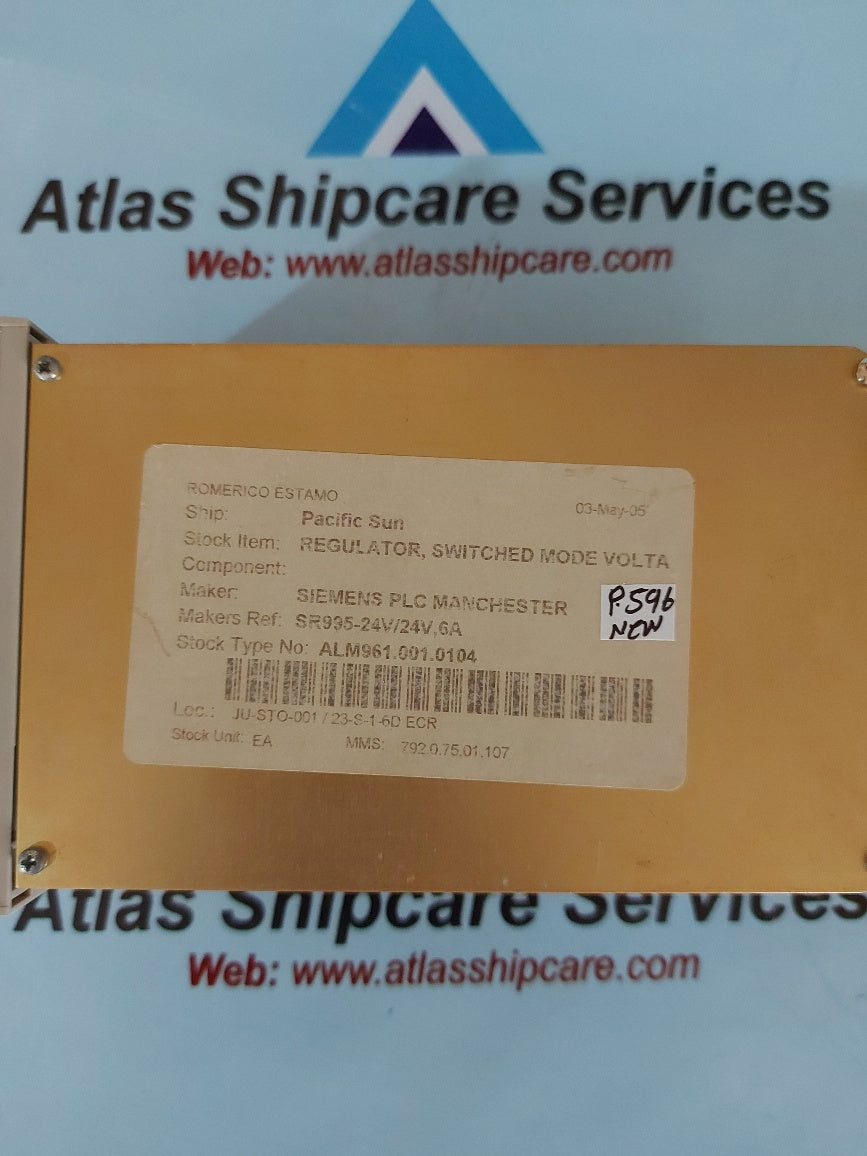 Atlas Shipcare Services
Web: www.atlasshipcare.com
ROMERICO ESTAMO
03-May-05
Ship: Pacific Sun
Stock Item: REGULATOR, SWITCHED MODE VOLTA
Component:
Maker: SIEMENS PLC MANCHESTER
Makers Ref: SR995-24V/24V,6A
Stock Type No: ALM961.001.0104
P.596
NEW
Loc.: JU-STO-001 / 23-S-1-6D ECR
Stock Unit: EA MMS: 792.0.75.01.107
Atlas Shipcare Services
Web: www.atlasshipcare.com